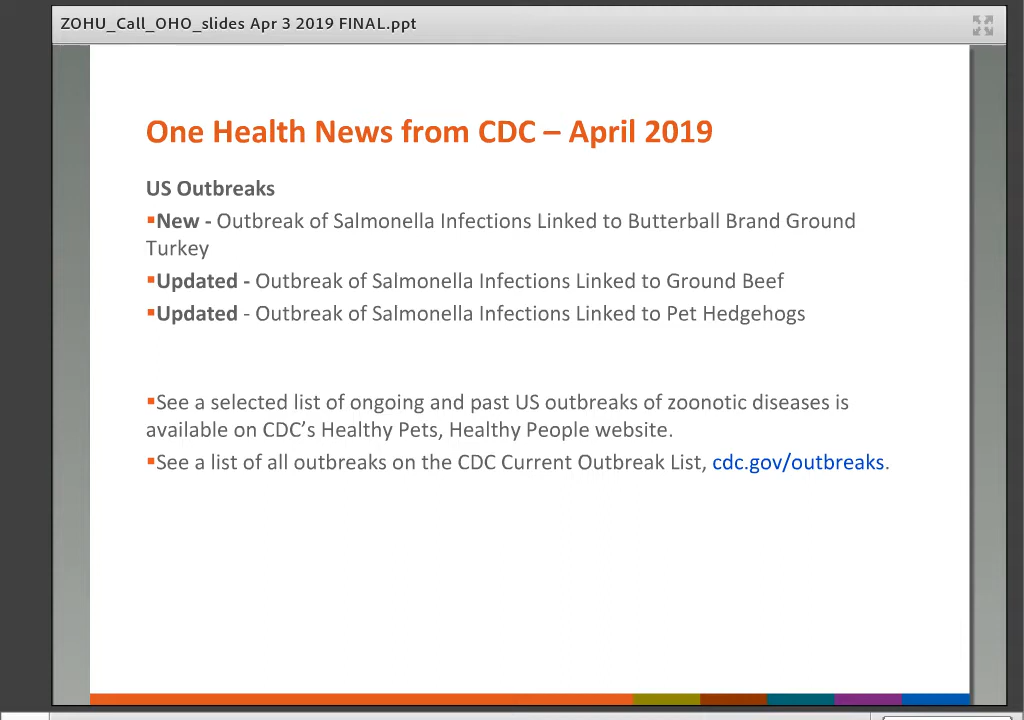 ZOHU_Call_OHO_slides Apr 3 2019 FINAL.ppt
One Health News from CDC – April 2019
US Outbreaks
▪New - Outbreak of Salmonella Infections Linked to Butterball Brand Ground
Turkey
▪Updated - Outbreak of Salmonella Infections Linked to Ground Beef
▪Updated - Outbreak of Salmonella Infections Linked to Pet Hedgehogs
▪See a selected list of ongoing and past US outbreaks of zoonotic diseases is
available on CDC’s Healthy Pets, Healthy People website.
▪See a list of all outbreaks on the CDC Current Outbreak List, cdc.gov/outbreaks.